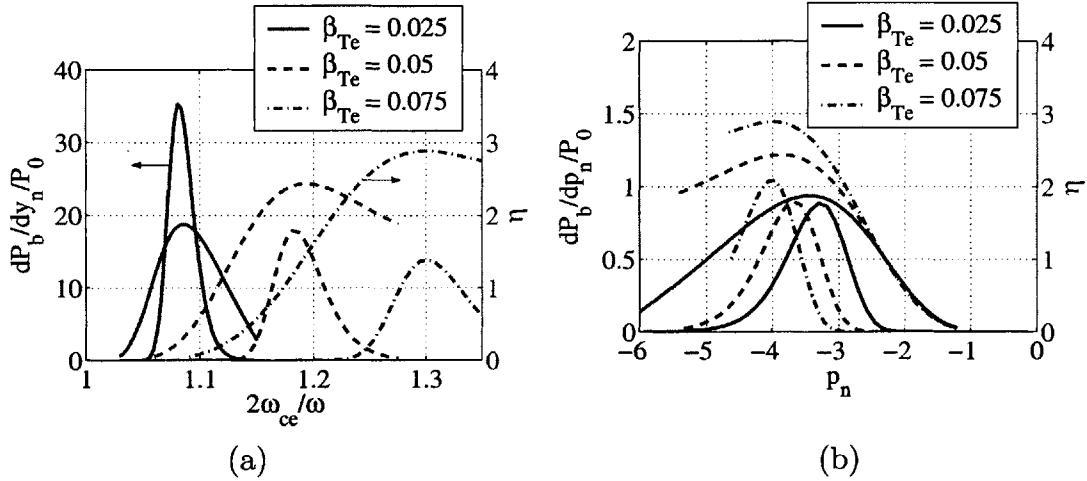 β_Te = 0.025
β_Te = 0.05
β_Te = 0.075
40
30
20
10
0
dP_b/dy_n/P_0
4
3
2
1
0
η
1
1.1
1.2
1.3
2ω_ce/ω
(a)
β_Te = 0.025
β_Te = 0.05
β_Te = 0.075
2
1.5
1
0.5
0
dP_b/dp_n/P_0
4
3
2
1
0
η
−6
−5
−4
−3
−2
−1
0
p_n
(b)